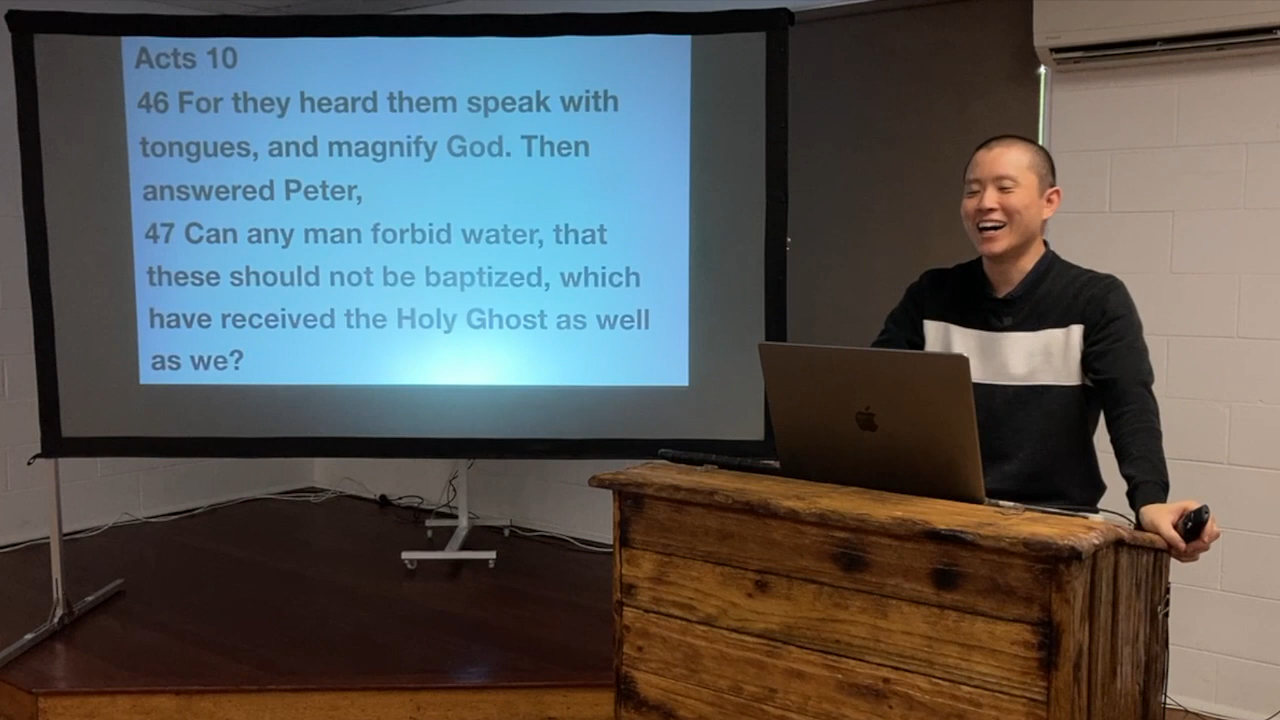 Acts 10
46 For they heard them speak with
tongues, and magnify God. Then
answered Peter,
47 Can any man forbid water, that
these should not be baptized, which
have received the Holy Ghost as well
as we?